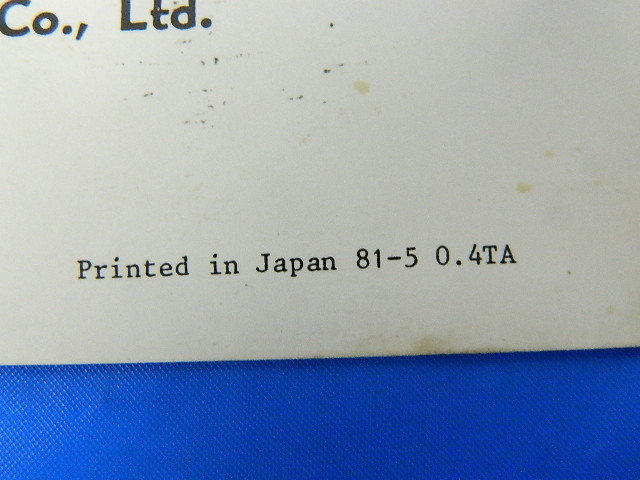 Co., Ltd.
Printed in Japan 81-5 0.4TA